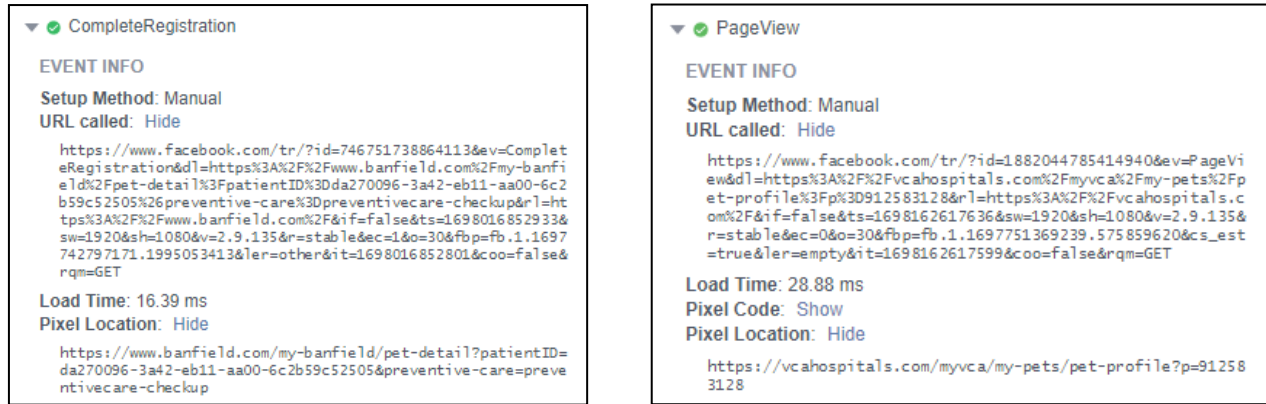 CompleteRegistration
EVENT INFO
Setup Method: Manual
URL called: Hide
https://www.facebook.com/tr/?id=746751738864113&ev=Complet
eRegistration&dl=https%3A%2F%2Fwww.banfield.com%2Fmy-banfi
eld%2Fpet-detail%3FpatientID%3Dda270096-3a42-eb11-aa00-6c2
b59c52505%26preventive-care%3Dpreventivecare-checkup&rl=ht
tps%3A%2F%2Fwww.banfield.com%2F&if=false&ts=1698016852933&
sw=1920&sh=1080&v=2.9.135&r=stable&ec=1&o=30&fbp=fb.1.1697
742797171.1995053413&ler=other&it=1698016852801&coo=false&
rqm=GET
Load Time: 16.39 ms
Pixel Location: Hide
https://www.banfield.com/my-banfield/pet-detail?patientID=
da270096-3a42-eb11-aa00-6c2b59c52505&preventive-care=preve
ntivecare-checkup
PageView
EVENT INFO
Setup Method: Manual
URL called: Hide
https://www.facebook.com/tr/?id=1882044785414940&ev=PageVi
ew&dl=https%3A%2F%2Fvcahospitals.com%2Fmyvca%2Fmy-pets%2Fp
et-profile%3Fp%3D912583128&rl=https%3A%2F%2Fvcahospitals.c
om%2F&if=false&ts=1698162617636&sw=1920&sh=1080&v=2.9.135&
r=stable&ec=0&o=30&fbp=fb.1.1697751369239.575859620&cs_est
=true&ler=empty&it=1698162617599&coo=false&rqm=GET
Load Time: 28.88 ms
Pixel Code: Show
Pixel Location: Hide
https://vcahospitals.com/myvca/my-pets/pet-profile?p=91258
3128